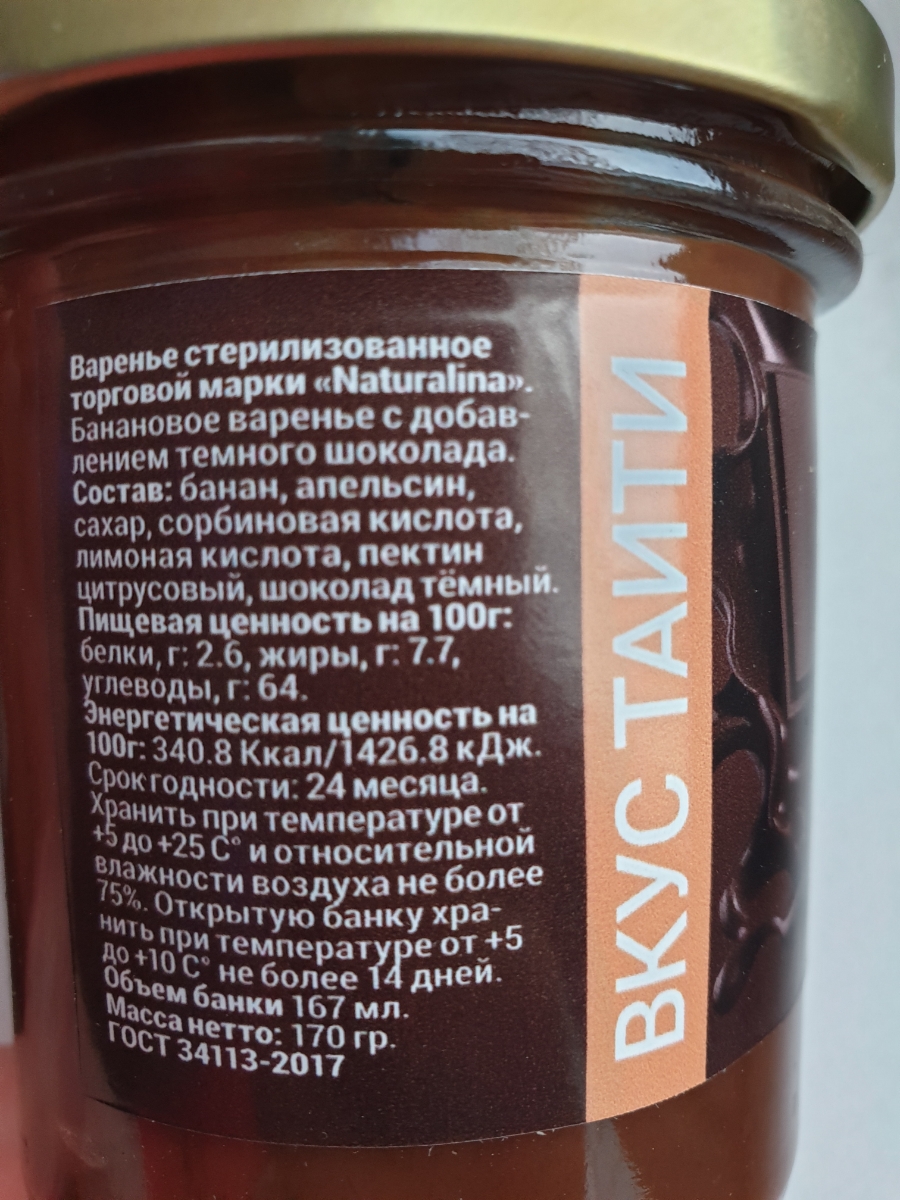 Варенье стерилизованное
торговой марки «Naturalina».
Банановое варенье с добав-
лением темного шоколада.
Состав: банан, апельсин,
сахар, сорбиновая кислота,
лимоная кислота, пектин
цитрусовый, шоколад тёмный.
Пищевая ценность на 100г:
белки, г: 2.6, жиры, г: 7.7,
углеводы, г: 64.
Энергетическая ценность на
100г: 340.8 Ккал/1426.8 кДж.
Срок годности: 24 месяца.
Хранить при температуре от
+5 до +25 С° и относительной
влажности воздуха не более
75%. Открытую банку хра-
нить при температуре от +5
до +10 С° не более 14 дней.
Объем банки 167 мл.
Масса нетто: 170 гр.
ГОСТ 34113-2017
ВКУС ТАИТИ